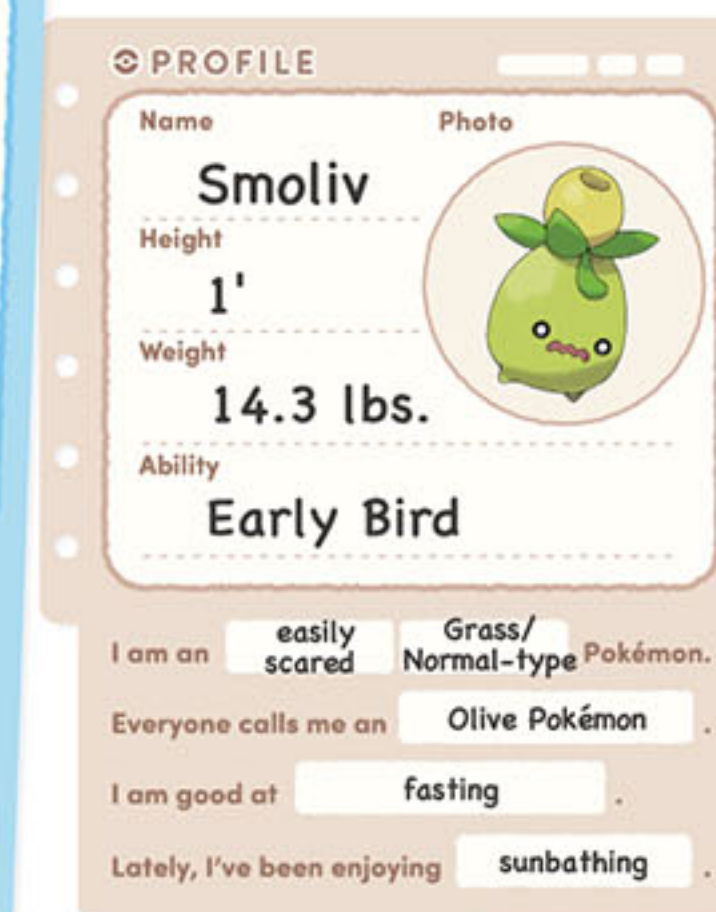 PROFILE
Name
Photo
Smoliv
Height
1'
Weight
14.3 lbs.
Ability
Early Bird
I am an easily scared Grass/ Normal-type Pokémon.
Everyone calls me an Olive Pokémon .
I am good at fasting .
Lately, I've been enjoying sunbathing .